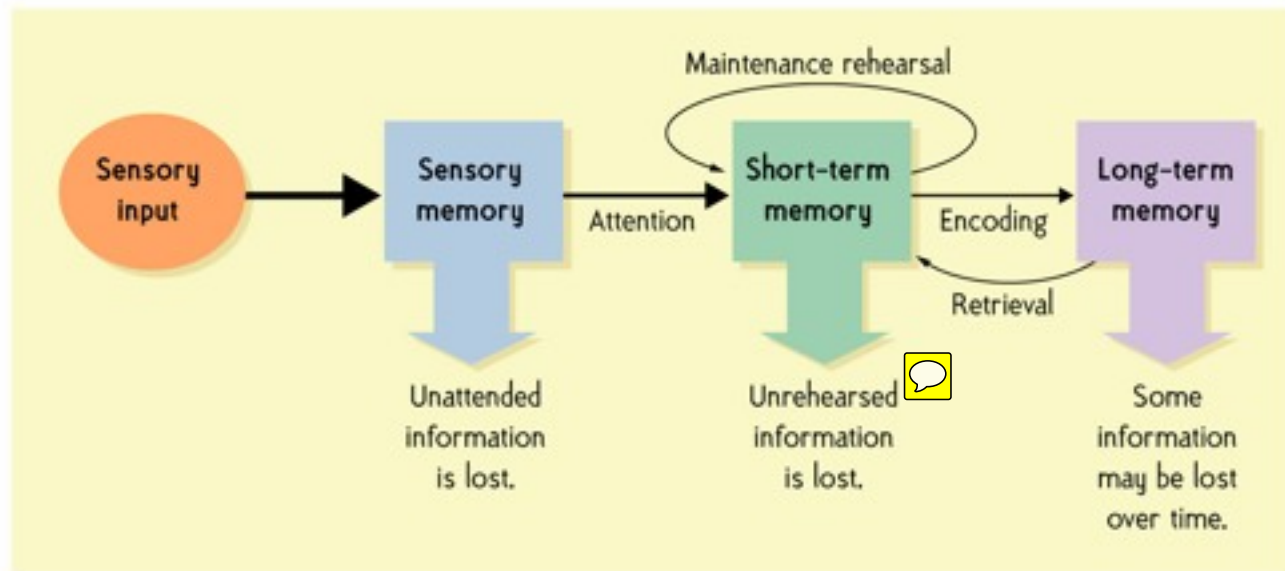 Maintenance rehearsal
Sensory
input
Sensory
memory
Attention
Short-term
memory
Encoding
Long-term
memory
Retrieval
Unattended
information
is lost.
Unrehearsed
information
is lost.
Some
information
may be lost
over time.